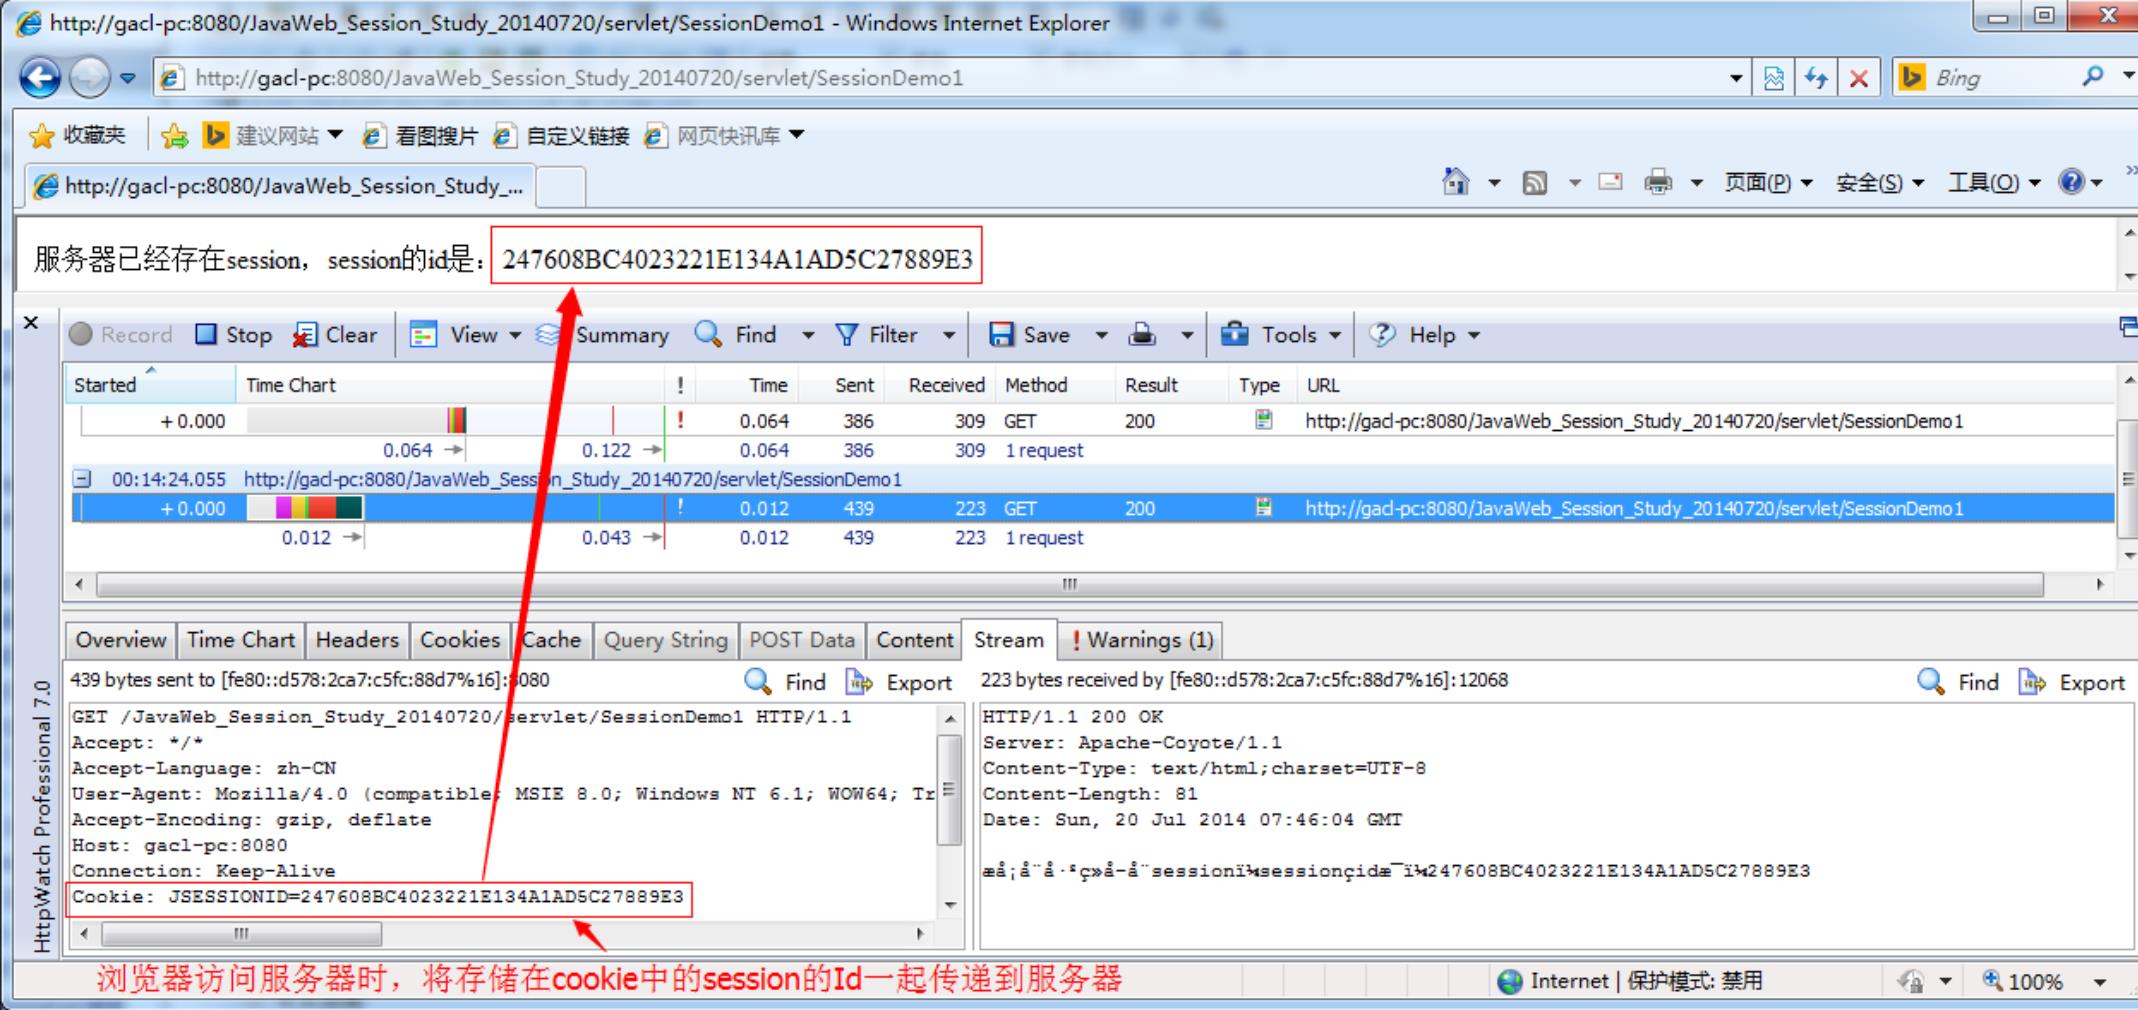 http://gacl-pc:8080/JavaWeb_Session_Study_20140720/servlet/SessionDemo1 - Windows Internet Explorer
http://gacl-pc:8080/JavaWeb_Session_Study_20140720/servlet/SessionDemo1 Bing
收藏夹 建议网站 看图搜片 自定义链接 网页快讯库
http://gacl-pc:8080/JavaWeb_Session_Study_... 页面(P) 安全(S) 工具(O)
服务器已经存在session，session的id是：247608BC4023221E134A1AD5C27889E3
Record Stop Clear View Summary Find Filter Save Tools Help
Started Time Chart ! Time Sent Received Method Result Type URL
+ 0.000 ! 0.064 386 309 GET 200 http://gacl-pc:8080/JavaWeb_Session_Study_20140720/servlet/SessionDemo1
0.064 0.122 0.064 386 309 1 request
00:14:24.055 http://gacl-pc:8080/JavaWeb_Session_Study_20140720/servlet/SessionDemo1
+ 0.000 ! 0.012 439 223 GET 200 http://gacl-pc:8080/JavaWeb_Session_Study_20140720/servlet/SessionDemo1
0.012 0.043 0.012 439 223 1 request
Overview Time Chart Headers Cookies Cache Query String POST Data Content Stream ! Warnings (1)
439 bytes sent to [fe80::d578:2ca7:c5fc:88d7%16]:8080 Find Export
GET /JavaWeb_Session_Study_20140720/servlet/SessionDemo1 HTTP/1.1
Accept: */*
Accept-Language: zh-CN
User-Agent: Mozilla/4.0 (compatible; MSIE 8.0; Windows NT 6.1; WOW64; Tr
Accept-Encoding: gzip, deflate
Host: gacl-pc:8080
Connection: Keep-Alive
Cookie: JSESSIONID=247608BC4023221E134A1AD5C27889E3
223 bytes received by [fe80::d578:2ca7:c5fc:88d7%16]:12068 Find Export
HTTP/1.1 200 OK
Server: Apache-Coyote/1.1
Content-Type: text/html;charset=UTF-8
Content-Length: 81
Date: Sun, 20 Jul 2014 07:46:04 GMT
247608BC4023221E134A1AD5C27889E3
HttpWatch Professional 7.0
浏览器访问服务器时，将存储在cookie中的session的Id一起传递到服务器
Internet | 保护模式: 禁用 100%